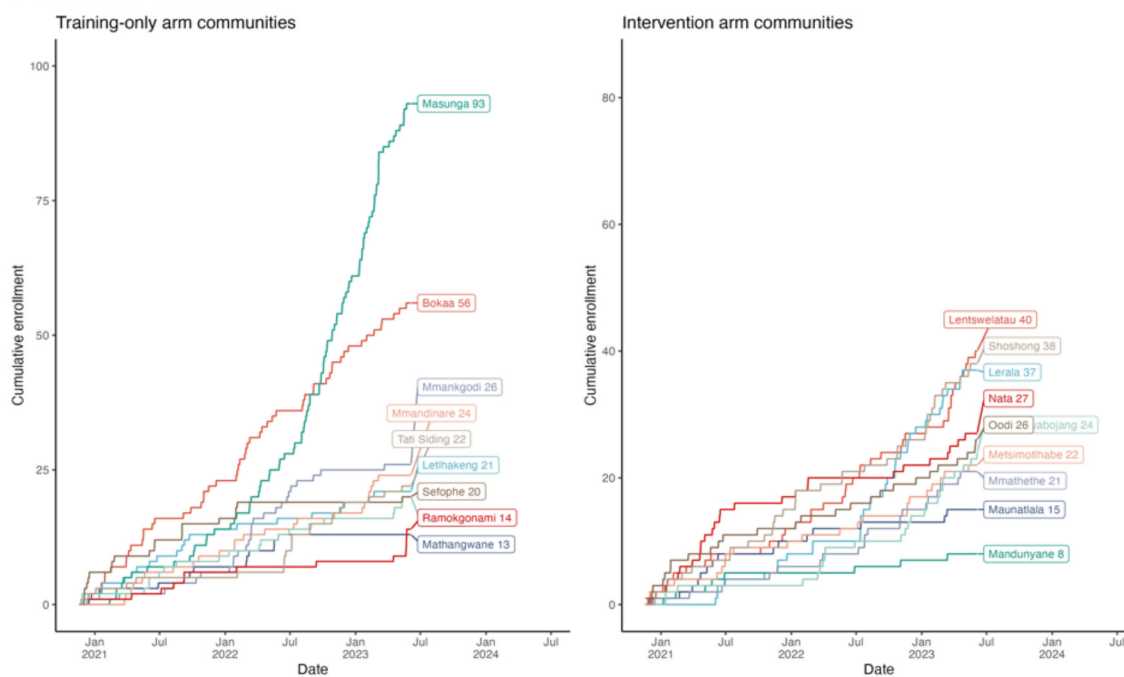 Training-only arm communities
Intervention arm communities
Cumulative enrollment
100
75
50
25
0
Masunga 93
Bokaa 56
Mmankgodi 26
Mmandinare 24
Tati Siding 22
Letlhakeng 21
Sefophe 20
Ramokgonami 14
Mathangwane 13
Jan
2021
Jul
Jan
2022
Jul
Jan
2023
Jul
Jan
2024
Jul
Date
Cumulative enrollment
80
60
40
20
0
Lentswelatau 40
Shoshong 38
Lerala 37
Nata 27
Oodi 26
24
Metsimotlhabe 22
Mmathethe 21
Maunatlala 15
Mandunyane 8
Jan
2021
Jul
Jan
2022
Jul
Jan
2023
Jul
Jan
2024
Jul
Date